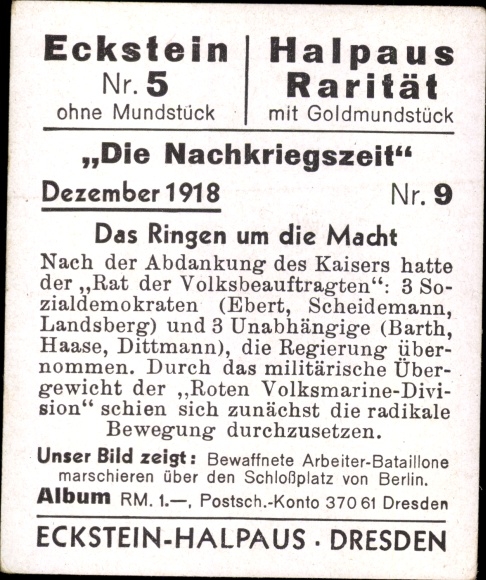 Eckstein
Nr. 5
ohne Mundstück
Halpaus
Rarität
mit Goldmundstück
„Die Nachkriegszeit“
Dezember 1918 Nr. 9
Das Ringen um die Macht
Nach der Abdankung des Kaisers hatte
der „Rat der Volksbeauftragten“: 3 So-
zialdemokraten (Ebert, Scheidemann,
Landsberg) und 3 Unabhängige (Barth,
Haase, Dittmann), die Regierung über-
nommen. Durch das militärische Über-
gewicht der „Roten Volksmarine-Divi-
sion“ schien sich zunächst die radikale
Bewegung durchzusetzen.
Unser Bild zeigt: Bewaffnete Arbeiter-Bataillone
marschieren über den Schloßplatz von Berlin.
Album RM. 1.—, Postsch.-Konto 370 61 Dresden
ECKSTEIN-HALPAUS · DRESDEN